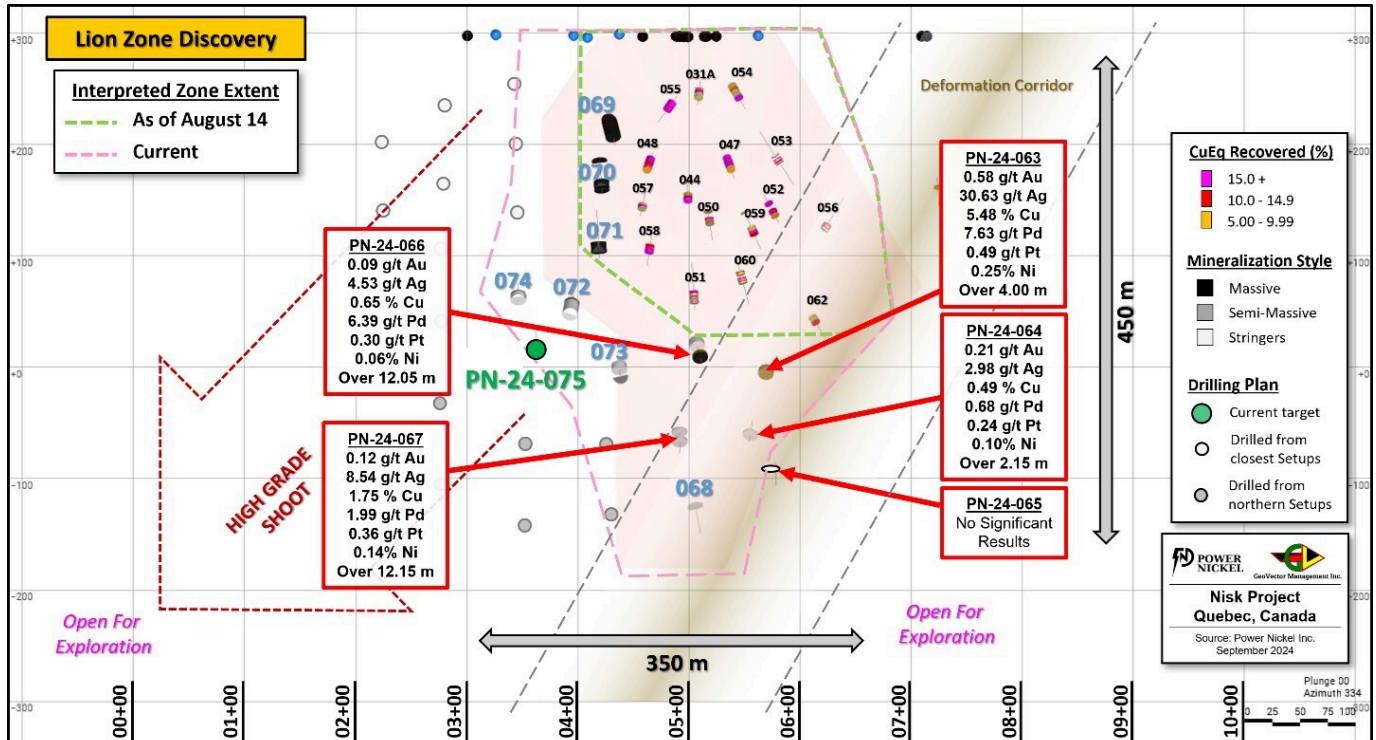 Lion Zone Discovery
Interpreted Zone Extent
As of August 14
Current
+300
+200
+100
+0
-100
-200
-300
+300
+200
+100
+0
-100
-200
-300
Deformation Corridor
031A
054
055
069
048
047
053
070
057
044
052
050
059
056
071
058
060
051
074
072
062
073
PN-24-075
068
PN-24-066
0.09 g/t Au
4.53 g/t Ag
0.65 % Cu
6.39 g/t Pd
0.30 g/t Pt
0.06% Ni
Over 12.05 m
PN-24-067
0.12 g/t Au
8.54 g/t Ag
1.75 % Cu
1.99 g/t Pd
0.36 g/t Pt
0.14% Ni
Over 12.15 m
PN-24-063
0.58 g/t Au
30.63 g/t Ag
5.48 % Cu
7.63 g/t Pd
0.49 g/t Pt
0.25% Ni
Over 4.00 m
PN-24-064
0.21 g/t Au
2.98 g/t Ag
0.49 % Cu
0.68 g/t Pd
0.24 g/t Pt
0.10% Ni
Over 2.15 m
PN-24-065
No Significant
Results
HIGH GRADE
SHOOT
Open For
Exploration
Open For
Exploration
350 m
450 m
CuEq Recovered (%)
15.0 +
10.0 - 14.9
5.00 - 9.99
Mineralization Style
Massive
Semi-Massive
Stringers
Drilling Plan
Current target
Drilled from
closest Setups
Drilled from
northern Setups
POWER
NICKEL
GeoVector Management Inc.
Nisk Project
Quebec, Canada
Source: Power Nickel Inc.
September 2024
Plunge 00
Azimuth 334
0 25 50 75 100
00+00
01+00
02+00
03+00
04+00
05+00
06+00
07+00
08+00
09+00
10+00